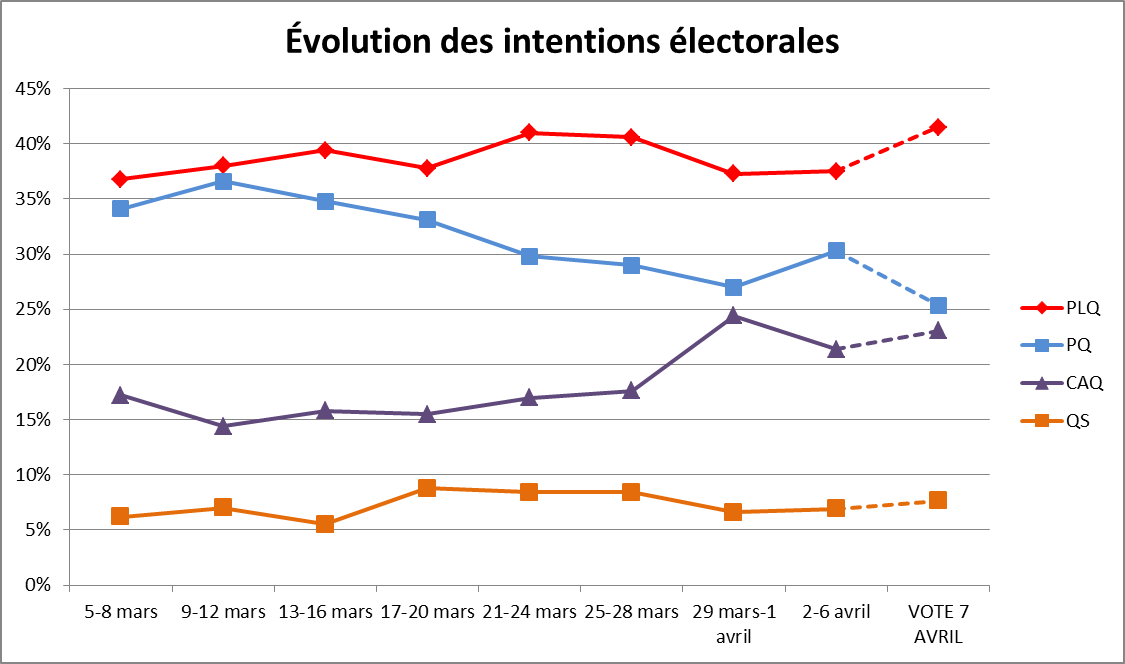 Évolution des intentions électorales
45%
40%
35%
30%
25%
20%
15%
10%
5%
0%
5-8 mars
9-12 mars
13-16 mars
17-20 mars
21-24 mars
25-28 mars
29 mars-1
avril
2-6 avril
VOTE 7
AVRIL
PLQ
PQ
CAQ
QS